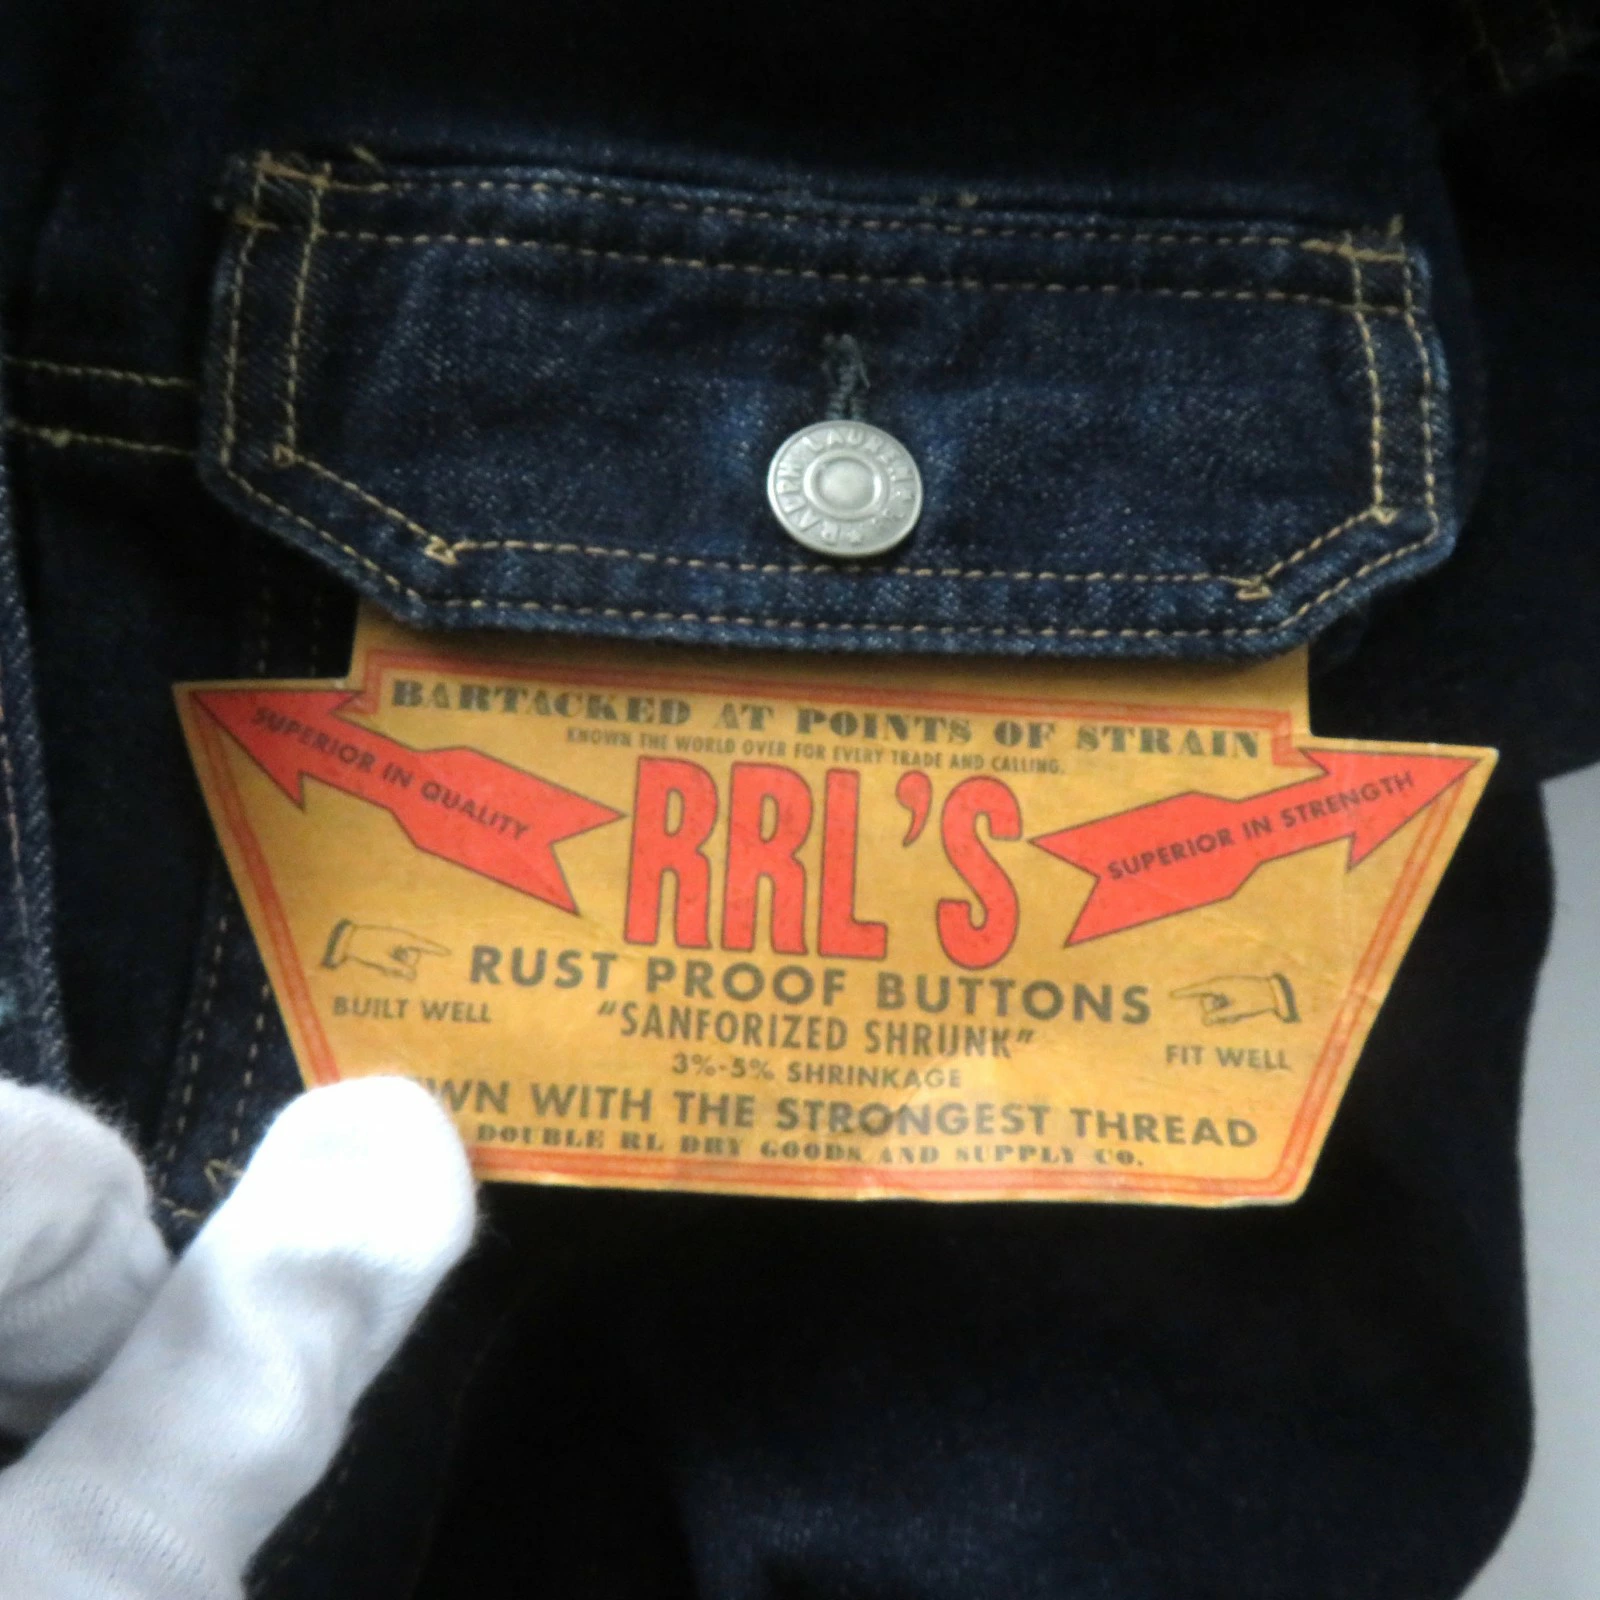 RALPH LAUREN
BARTACKED AT POINTS OF STRAIN
KNOWN THE WORLD OVER FOR EVERY TRADE AND CALLING.
SUPERIOR IN QUALITY
RRL'S
SUPERIOR IN STRENGTH
RUST PROOF BUTTONS
BUILT WELL
"SANFORIZED SHRUNK"
FIT WELL
3%-5% SHRINKAGE
WITH THE STRONGEST THREAD
DOUBLE RL DRY GOODS AND SUPPLY CO.